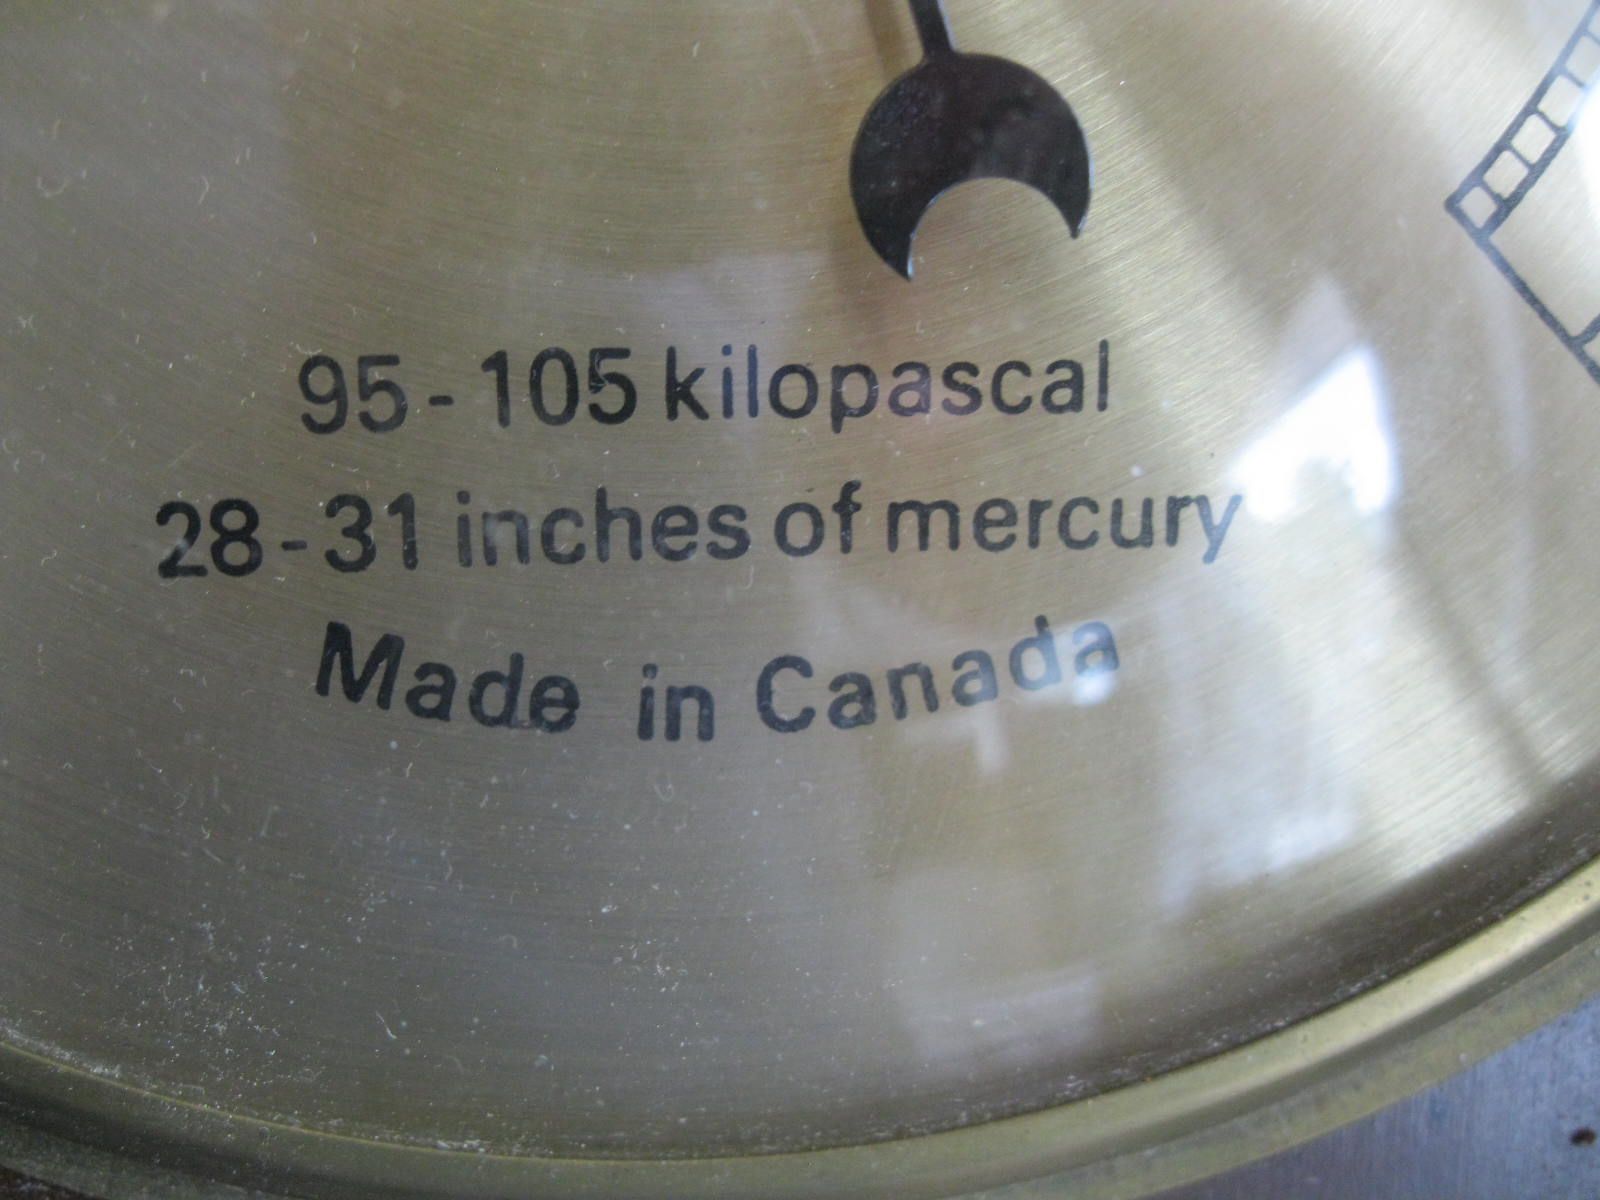 95-105 kilopascal
28-31 inches of mercury
Made in Canada